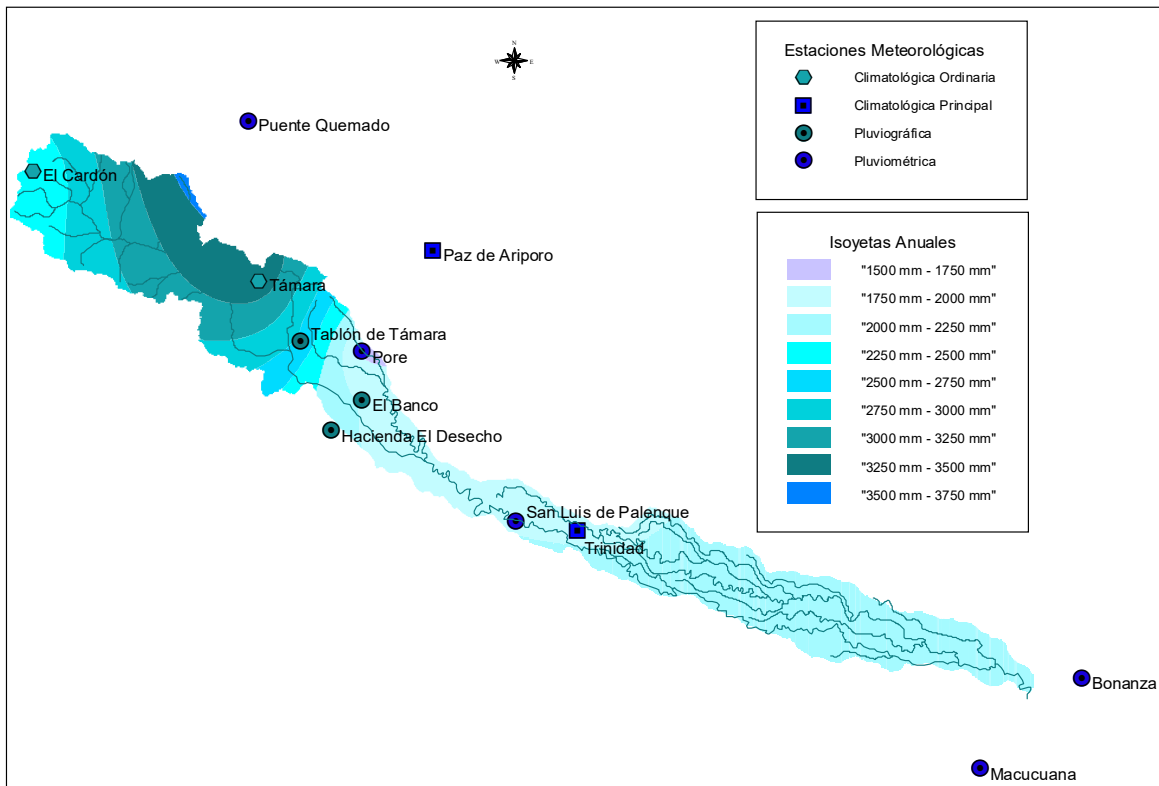 N
W E
S
Puente Quemado
El Cardón
Paz de Ariporo
Támara
Tablón de Támara
Pore
El Banco
Hacienda El Desecho
San Luis de Palenque
Trinidad
Bonanza
Macucuana
Estaciones Meteorológicas
Climatológica Ordinaria
Climatológica Principal
Pluviográfica
Pluviométrica
Isoyetas Anuales
"1500 mm - 1750 mm"
"1750 mm - 2000 mm"
"2000 mm - 2250 mm"
"2250 mm - 2500 mm"
"2500 mm - 2750 mm"
"2750 mm - 3000 mm"
"3000 mm - 3250 mm"
"3250 mm - 3500 mm"
"3500 mm - 3750 mm"